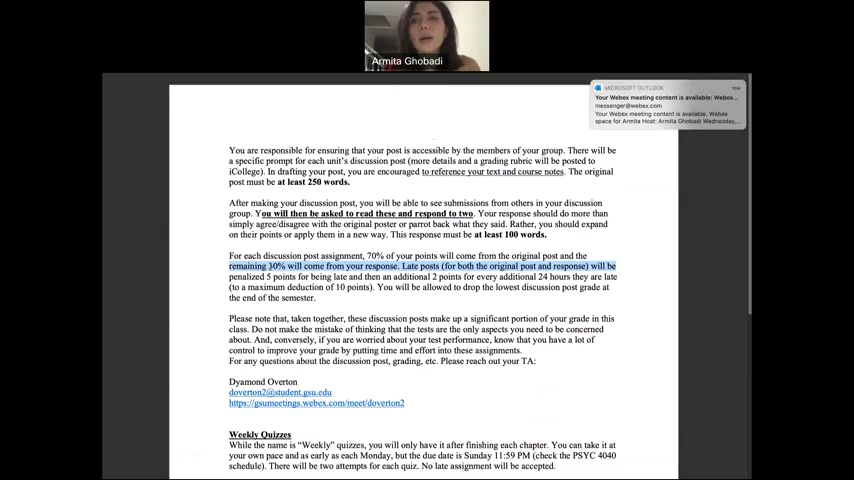 Armita Ghobadi
MICROSOFT OUTLOOK now
Your Webex meeting content is available: Webex...
messenger@webex.com
Your Webex meeting content is available. Webex
space for Armita Host: Armita Ghobadi Wednesday,...
You are responsible for ensuring that your post is accessible by the members of your group. There will be
a specific prompt for each unit's discussion post (more details and a grading rubric will be posted to
iCollege). In drafting your post, you are encouraged to reference your text and course notes. The original
post must be at least 250 words.
After making your discussion post, you will be able to see submissions from others in your discussion
group. You will then be asked to read these and respond to two. Your response should do more than
simply agree/disagree with the original poster or parrot back what they said. Rather, you should expand
on their points or apply them in a new way. This response must be at least 100 words.
For each discussion post assignment, 70% of your points will come from the original post and the
remaining 30% will come from your response. Late posts (for both the original post and response) will be
penalized 5 points for being late and then an additional 2 points for every additional 24 hours they are late
(to a maximum deduction of 10 points). You will be allowed to drop the lowest discussion post grade at
the end of the semester.
Please note that, taken together, these discussion posts make up a significant portion of your grade in this
class. Do not make the mistake of thinking that the tests are the only aspects you need to be concerned
about. And, conversely, if you are worried about your test performance, know that you have a lot of
control to improve your grade by putting time and effort into these assignments.
For any questions about the discussion post, grading, etc. Please reach out your TA:
Dyamond Overton
doverton2@student.gsu.edu
https://gsumeetings.webex.com/meet/doverton2
Weekly Quizzes
While the name is "Weekly" quizzes, you will only have it after finishing each chapter. You can take it at
your own pace and as early as each Monday, but the due date is Sunday 11:59 PM (check the PSYC 4040
schedule). There will be two attempts for each quiz. No late assignment will be accepted.